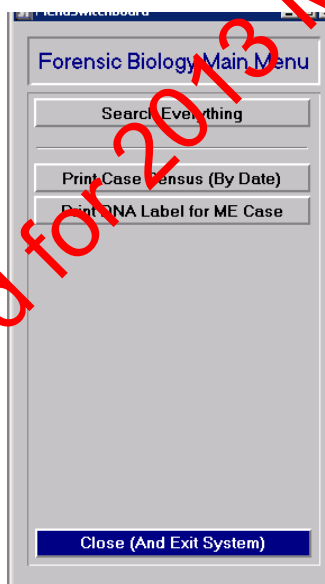 Forensic Biology Main Menu
Search Everything
Print Case Census (By Date)
Print DNA Label for ME Case
Close (And Exit System)
for 2013